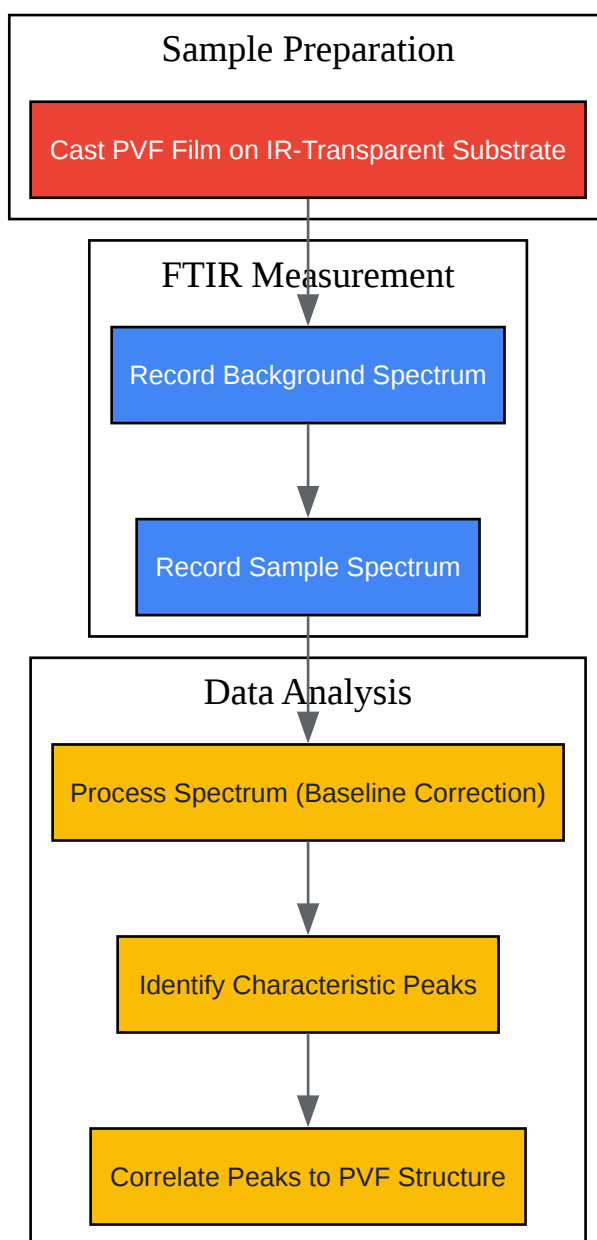 Sample Preparation
Cast PVF Film on IR-Transparent Substrate
FTIR Measurement
Record Background Spectrum
Record Sample Spectrum
Data Analysis
Process Spectrum (Baseline Correction)
Identify Characteristic Peaks
Correlate Peaks to PVF Structure